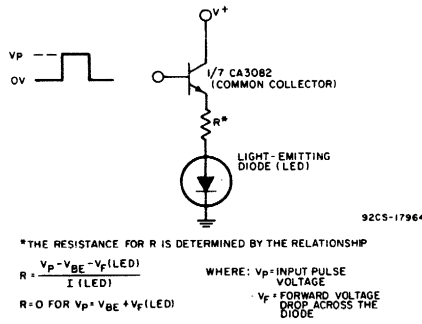 V+
VP
OV
1/7 CA3082
(COMMON COLLECTOR)
R*
LIGHT-EMITTING
DIODE (LED)
92CS-17964
*THE RESISTANCE FOR R IS DETERMINED BY THE RELATIONSHIP
R = VP - VBE - VF(LED) / I (LED)
WHERE: VP = INPUT PULSE
VOLTAGE
R=O FOR VP = VBE + VF(LED)
VF = FORWARD VOLTAGE
DROP ACROSS THE
DIODE